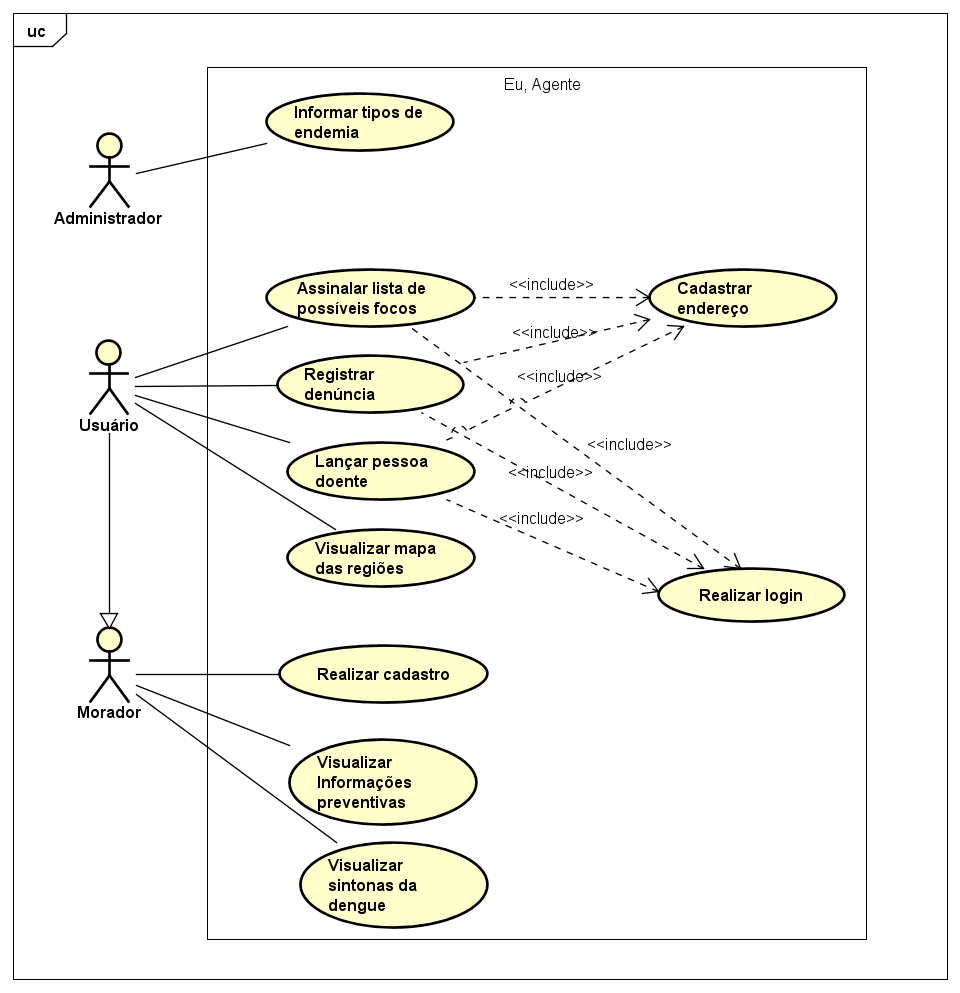 uc
Eu, Agente
Informar tipos de
endemia
Administrador
Assinalar lista de
possíveis focos
<<include>>
Cadastrar
endereço
<<include>>
Registrar
denúncia
<<include>>
Usuário
<<include>>
Lançar pessoa
doente
<<include>>
<<include>>
Visualizar mapa
das regiões
Realizar login
Realizar cadastro
Morador
Visualizar
Informações
preventivas
Visualizar
sintonas da
dengue